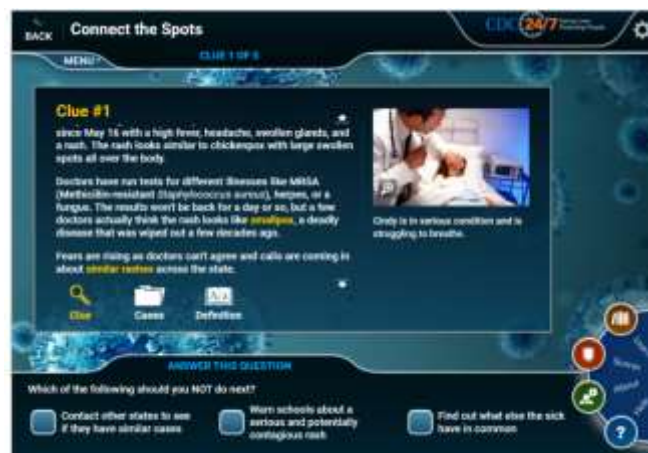 BACK
Connect the Spots
CDC 24/7
MENU
CLUE 1 OF 5
Clue #1
since May 16 with a high fever, headache, swollen glands, and
a rash. The rash looks similar to chickenpox with large swollen
spots all over the body.
Doctors have run tests for different illnesses like MRSA
(Methicillin-resistant Staphylococcus aureus), herpes, or a
fungus. The results won't be back for a day or so, but a few
doctors actually think the rash looks like smallpox, a deadly
disease that was wiped out a few decades ago.
Fears are rising as doctors can't agree and calls are coming in
about similar rashes across the state.
Cindy is in serious condition and is
struggling to breathe.
Clue
Cases
Definition
ANSWER THIS QUESTION
Which of the following should you NOT do next?
Contact other states to see
if they have similar cases
Warn schools about a
serious and potentially
contagious rash
Find out what else the sick
have in common
?